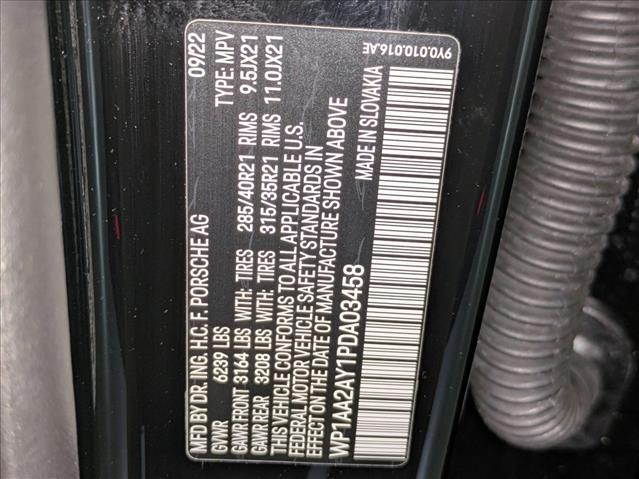 MFD BY DR. ING. H.C. F. PORSCHE AG 09/22
GVWR 6239 LBS TYPE: MPV
GAWR FRONT 3164 LBS WITH: TIRES 285/40R21 RIMS 9.5JX21
GAWR REAR 3208 LBS WITH: TIRES 315/35R21 RIMS 11.0JX21
THIS VEHICLE CONFORMS TO ALL APPLICABLE U.S.
FEDERAL MOTOR VEHICLE SAFETY STANDARDS IN
EFFECT ON THE DATE OF MANUFACTURE SHOWN ABOVE
WP1AA2AY1PDA03458 MADE IN SLOVAKIA
9Y0.010.016.AE